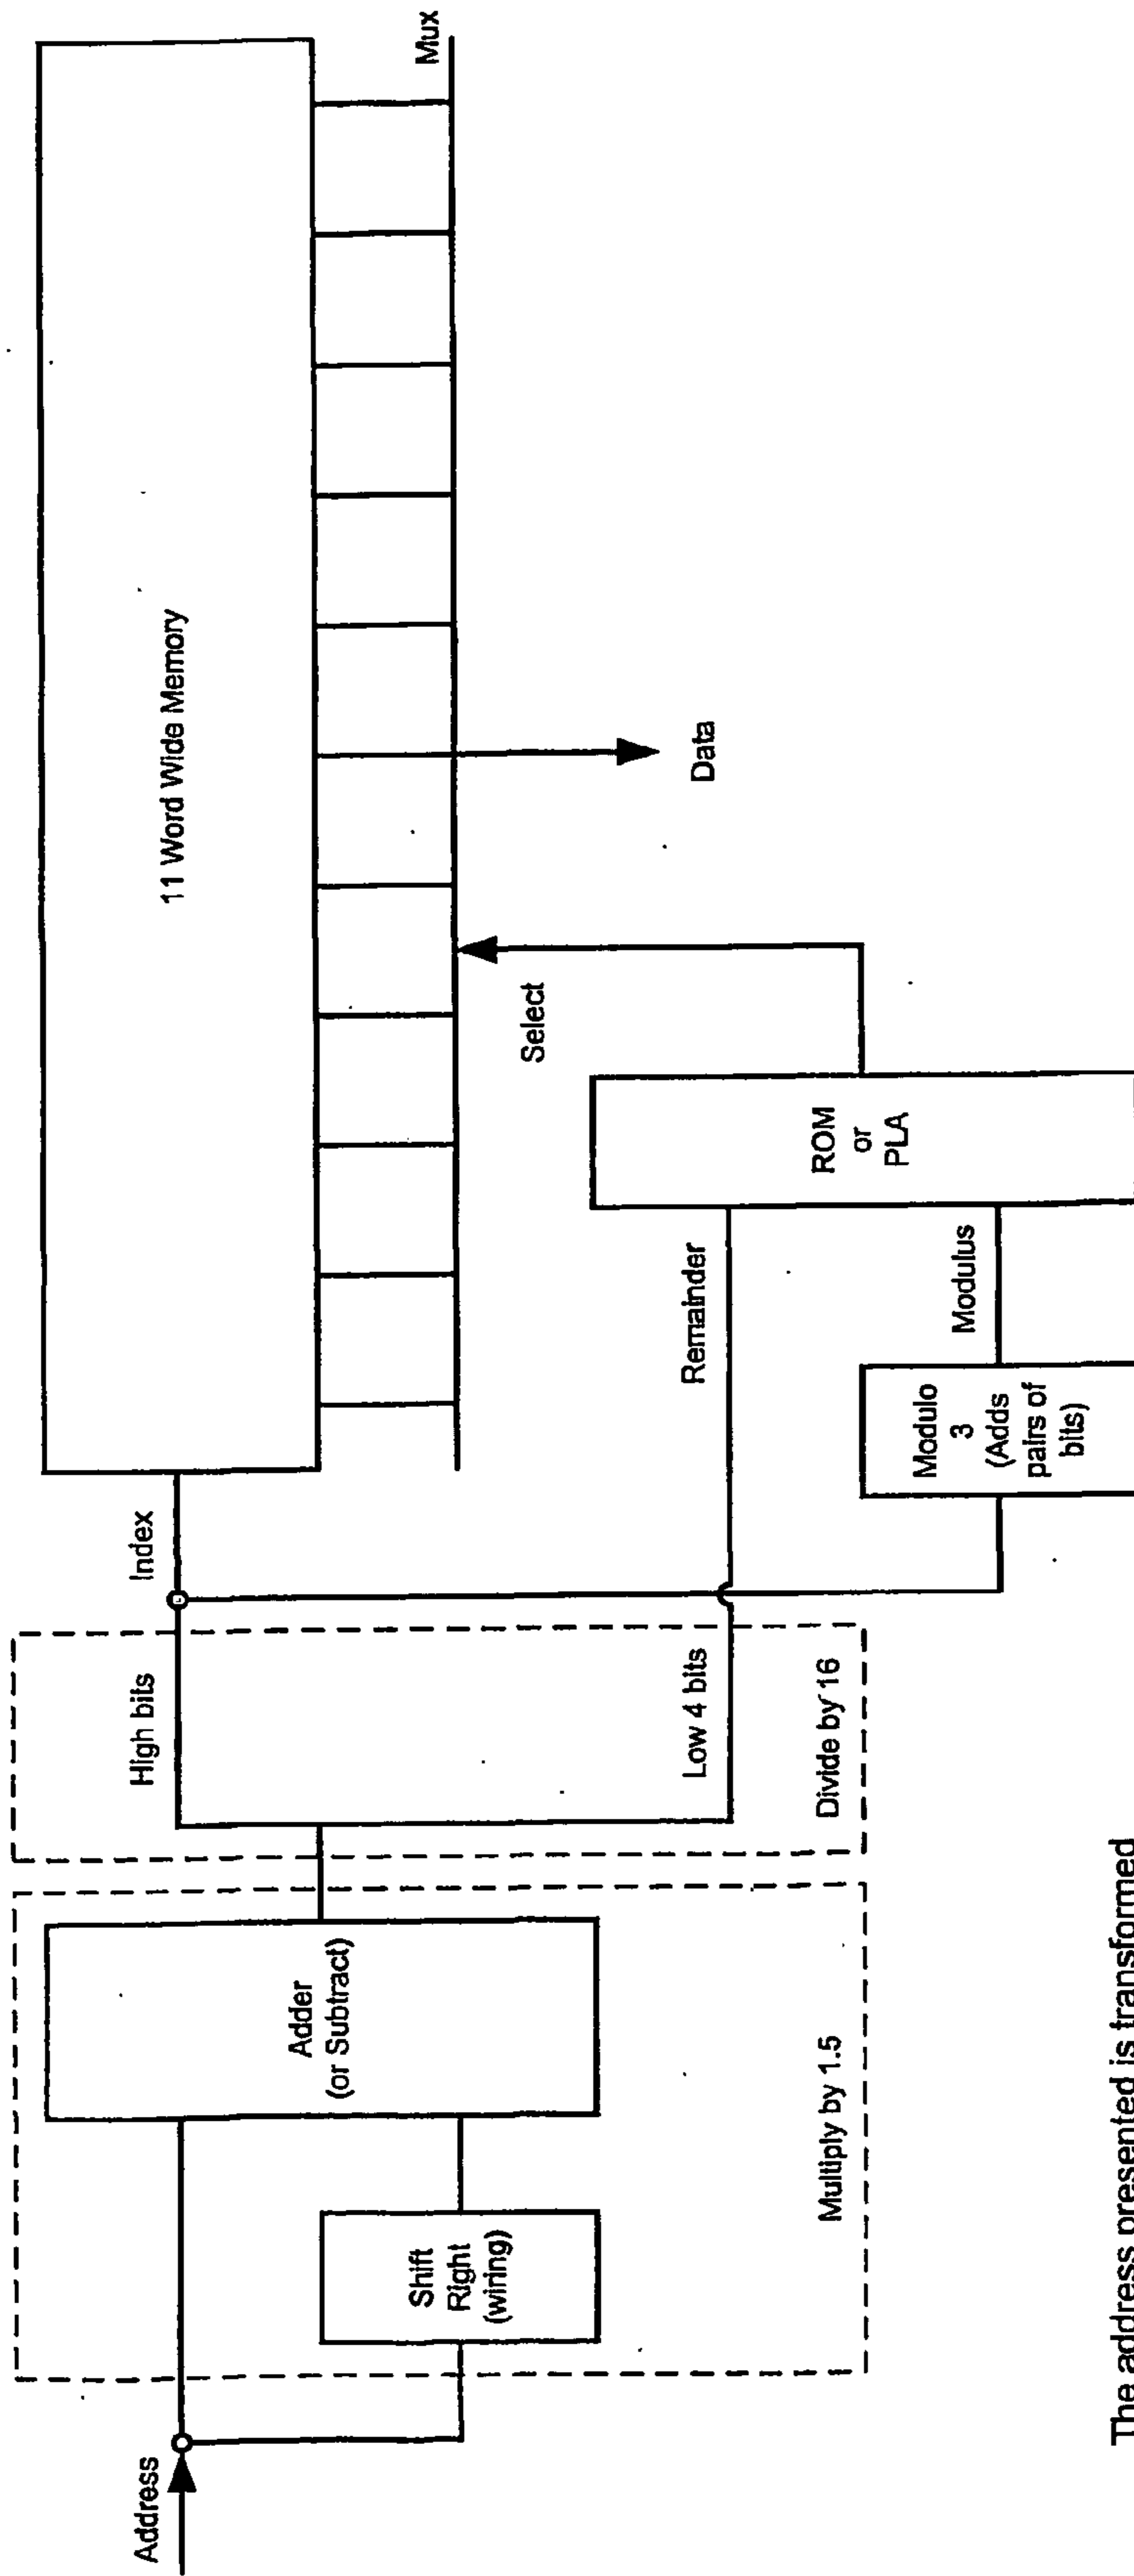 Address
Shift
Right
(wiring)
Adder
(or Subtract)
Multiply by 1.5
High bits
Low 4 bits
Divide by 16
Index
Remainder
Modulo
3
(Adds
pairs of
bits)
Modulus
ROM
or
PLA
Select
11 Word Wide Memory
Mux
Data
The address presented is transformed